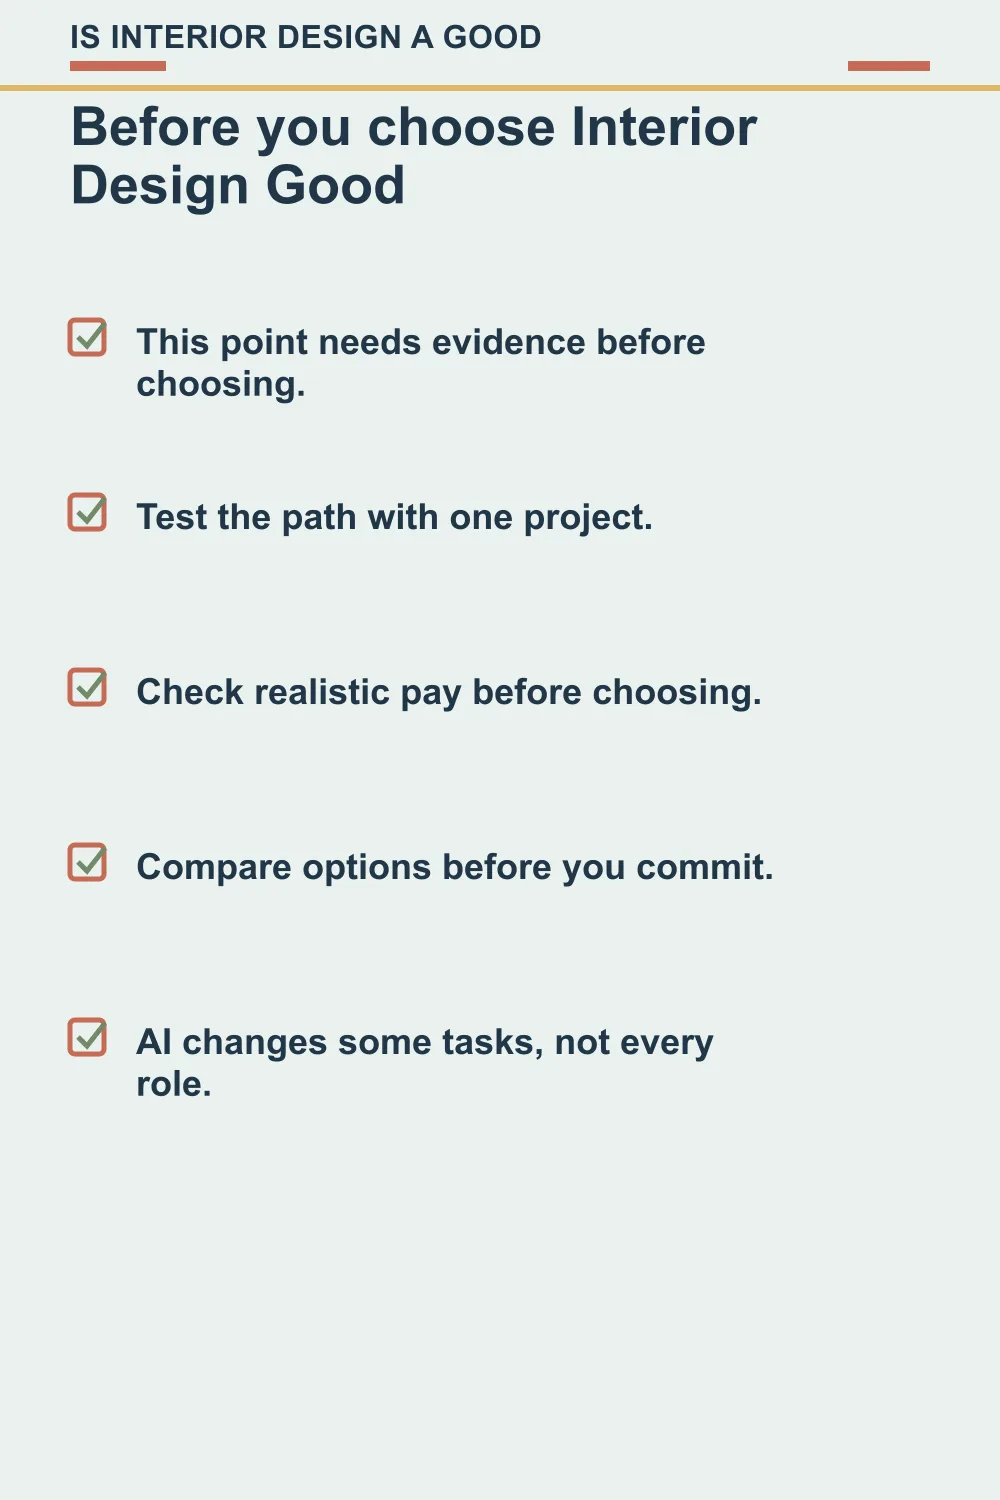 IS INTERIOR DESIGN A GOOD
Before you choose Interior
Design Good
This point needs evidence before
choosing.
Test the path with one project.
Check realistic pay before choosing.
Compare options before you commit.
AI changes some tasks, not every
role.